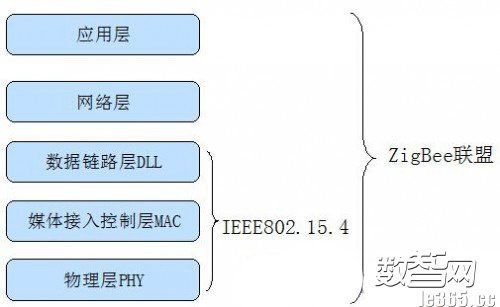 应用层
网络层
数据链路层DLL
媒体接入控制层MAC
物理层PHY
IEEE802.15.4
ZigBee联盟
数智网
le365.cc